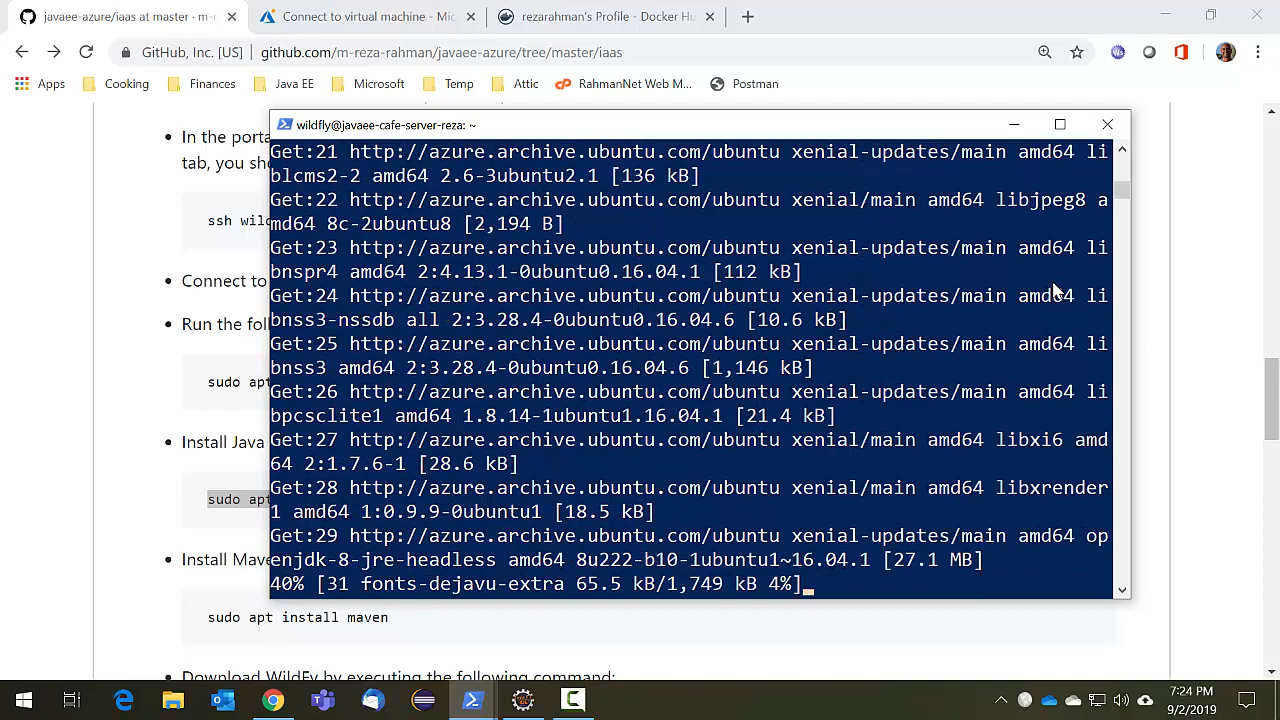 javaee-azure/iaas at master · m-r
Connect to virtual machine - Mic
rezarahman's Profile - Docker Hu
GitHub, Inc. [US]
github.com/m-reza-rahman/javaee-azure/tree/master/iaas
Apps
Cooking
Finances
Java EE
Microsoft
Temp
Attic
RahmanNet Web M...
Postman
In the porta
tab, you sho
ssh wil
Connect to
Run the foll
sudo apt
Install Java
sudo apt
Install Mave
sudo apt install maven
Download WildFy by executing the following command:
wildfly@javaee-cafe-server-reza: ~
Get:21 http://azure.archive.ubuntu.com/ubuntu xenial-updates/main amd64 li
blcms2-2 amd64 2.6-3ubuntu2.1 [136 kB]
Get:22 http://azure.archive.ubuntu.com/ubuntu xenial/main amd64 libjpeg8 a
md64 8c-2ubuntu8 [2,194 B]
Get:23 http://azure.archive.ubuntu.com/ubuntu xenial-updates/main amd64 li
bnspr4 amd64 2:4.13.1-0ubuntu0.16.04.1 [112 kB]
Get:24 http://azure.archive.ubuntu.com/ubuntu xenial-updates/main amd64 li
bnss3-nssdb all 2:3.28.4-0ubuntu0.16.04.6 [10.6 kB]
Get:25 http://azure.archive.ubuntu.com/ubuntu xenial-updates/main amd64 li
bnss3 amd64 2:3.28.4-0ubuntu0.16.04.6 [1,146 kB]
Get:26 http://azure.archive.ubuntu.com/ubuntu xenial-updates/main amd64 li
bpcsclite1 amd64 1.8.14-1ubuntu1.16.04.1 [21.4 kB]
Get:27 http://azure.archive.ubuntu.com/ubuntu xenial/main amd64 libxi6 amd
64 2:1.7.6-1 [28.6 kB]
Get:28 http://azure.archive.ubuntu.com/ubuntu xenial/main amd64 libxrender
1 amd64 1:0.9.9-0ubuntu1 [18.5 kB]
Get:29 http://azure.archive.ubuntu.com/ubuntu xenial-updates/main amd64 op
enjdk-8-jre-headless amd64 8u222-b10-1ubuntu1~16.04.1 [27.1 MB]
40% [31 fonts-dejavu-extra 65.5 kB/1,749 kB 4%]
7:24 PM
9/2/2019